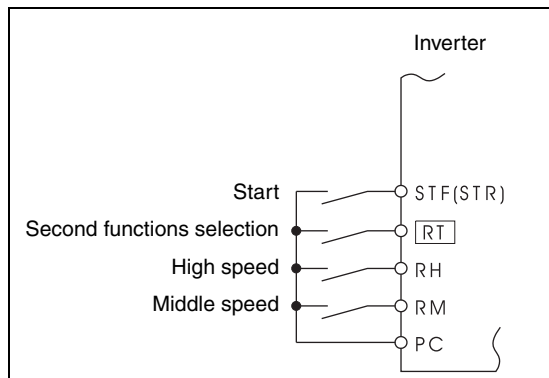 Inverter
Start STF(STR)
Second functions selection RT
High speed RH
Middle speed RM
PC